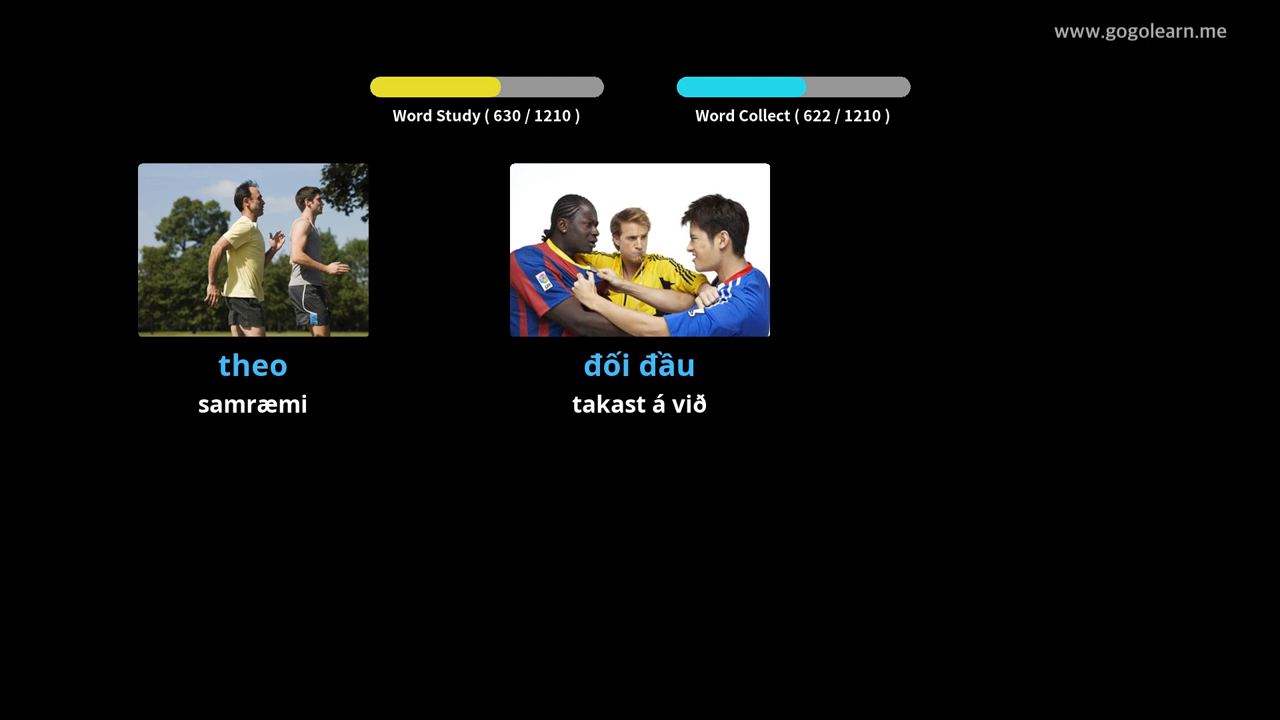 www.gogolearn.me
Word Study ( 630 / 1210 )
Word Collect ( 622 / 1210 )
theo
samræmi
đối đầu
takast á við